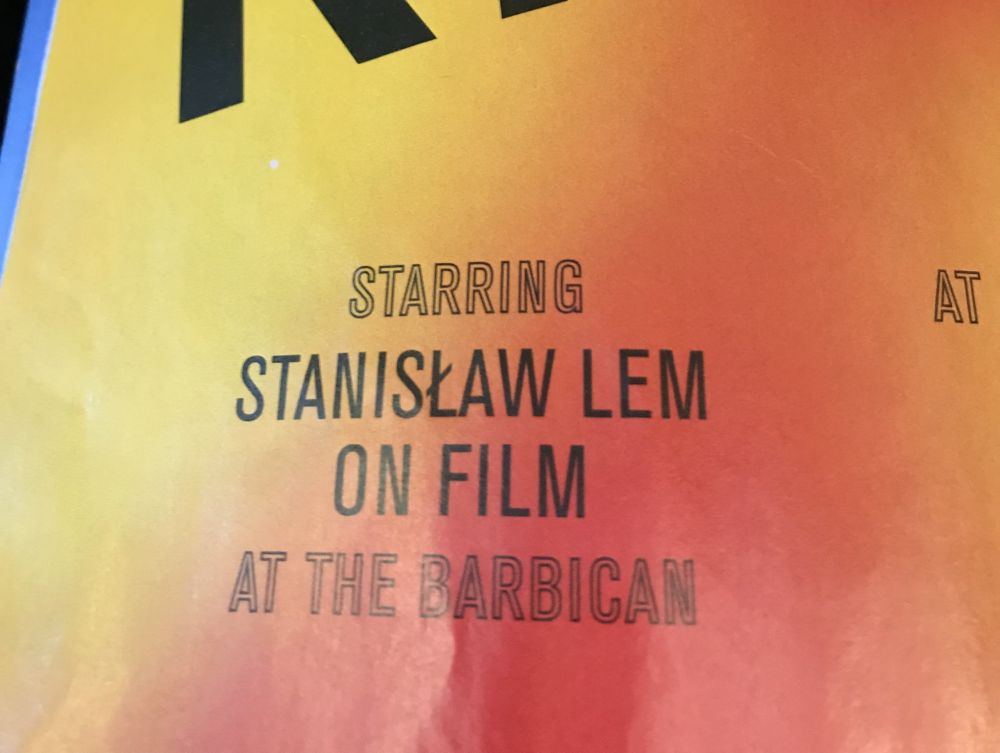 STARRING
STANISŁAW LEM
ON FILM
AT THE BARBICAN
AT